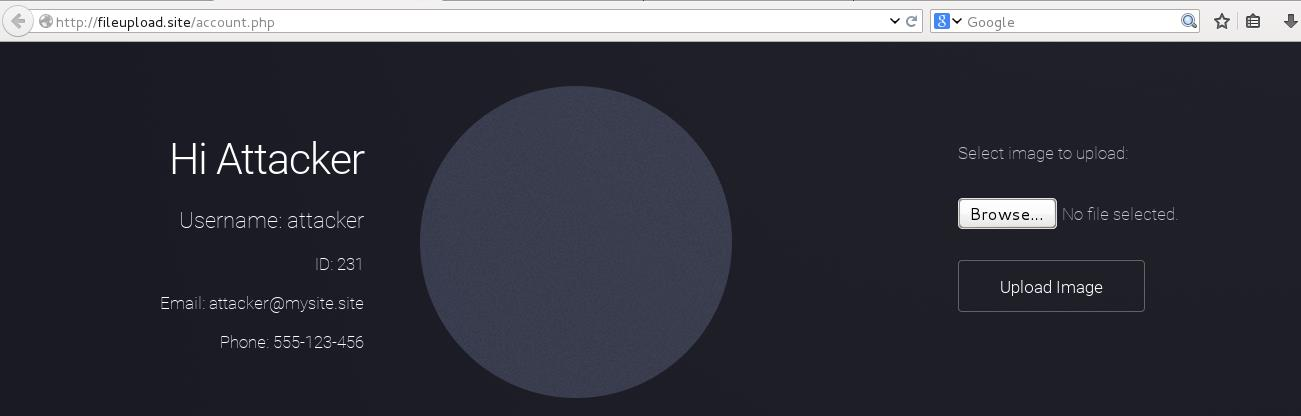 http://fileupload.site/account.php
Google
Hi Attacker
Username: attacker
ID: 231
Email: attacker@mysite.site
Phone: 555-123-456
Select image to upload:
Browse... No file selected.
Upload Image